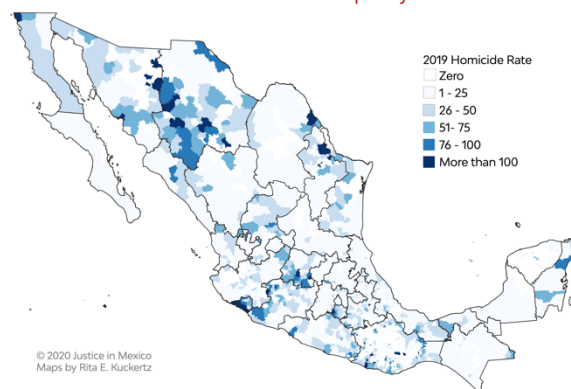 2019 Homicide Rate
Zero
1 - 25
26 - 50
51- 75
76 - 100
More than 100
© 2020 Justice in Mexico
Maps by Rita E. Kuckertz